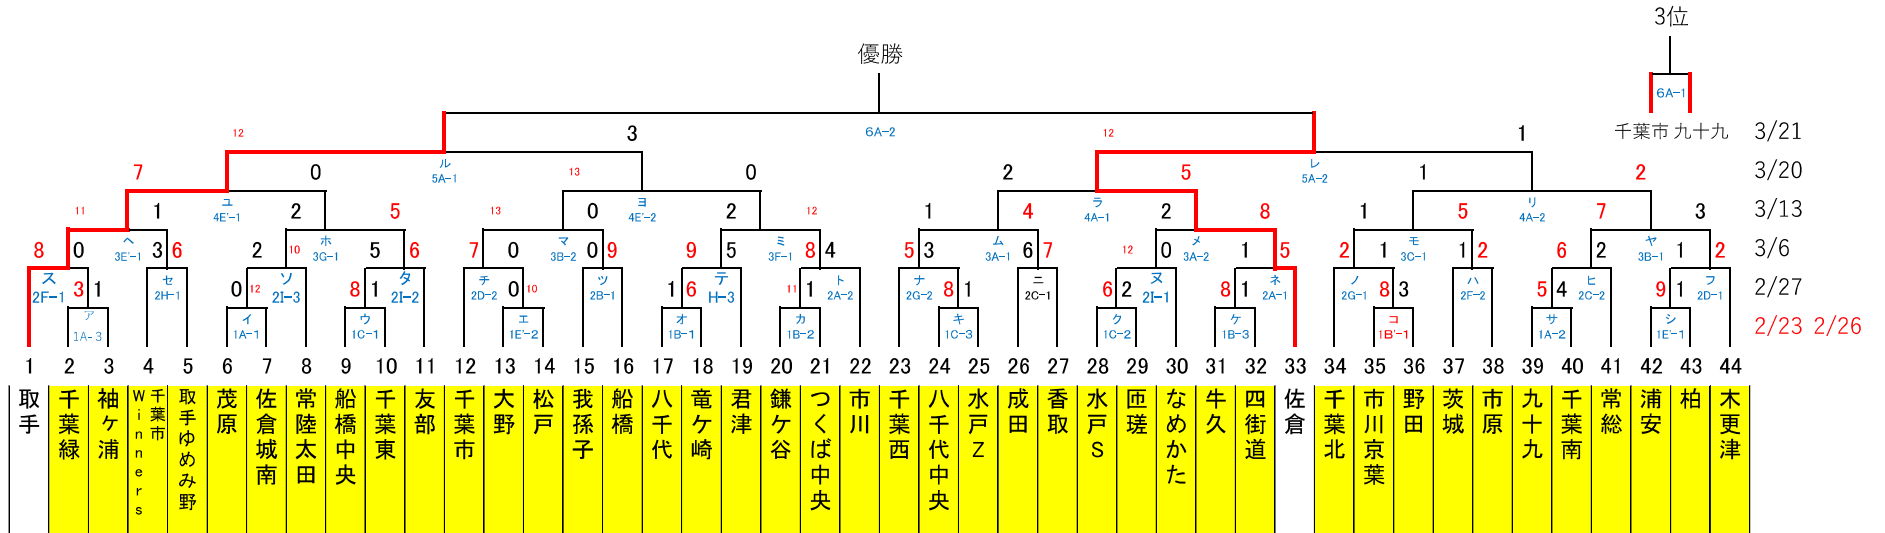 3位
優勝
6A-1
千葉市 九十九
12 3 6A-2 12 1 3/21
7 0 ル 13 0 2 5 レ 1 2 3/20
5A-1 5A-2
11 1 ユ 2 5 13 0 ヨ 2 12 1 4 ラ 2 8 1 5 リ 7 3 3/13
4E'-1 4E'-2 4A-1 4A-2
8 0 ヘ 3 6 2 10 ホ 5 6 7 0 マ 0 9 9 5 ミ 8 4 5 3 ム 6 7 12 0 メ 1 5 2 1 モ 1 2 6 2 ヤ 1 2 3/6
3E'-1 3G-1 3B-2 3F-1 3A-1 3A-2 3C-1 3B-1
ス 3 1 セ 0 12 ソ 8 1 タ チ 0 10 ツ 1 6 テ 11 1 ト ナ 8 1 ニ 6 2 ヌ 8 1 ネ ノ 8 3 ハ 5 4 ヒ 9 1 フ 2/27
2F-1 2H-1 2I-3 2I-2 2D-2 2B-1 H-3 2A-2 2G-2 2C-1 2I-1 2A-1 2G-1 2F-2 2C-2 2D-1
ア イ ウ エ オ カ キ ク ケ コ サ シ 2/23 2/26
1A-3 1A-1 1C-1 1E'-2 1B-1 1B-2 1C-3 1C-2 1B-3 1B'-1 1A-2 1E'-1
1 2 3 4 5 6 7 8 9 10 11 12 13 14 15 16 17 18 19 20 21 22 23 24 25 26 27 28 29 30 31 32 33 34 35 36 37 38 39 40 41 42 43 44
取手
千葉緑
袖ヶ浦
千葉市
Winners
取手ゆめみ野
茂原
佐倉城南
常陸太田
船橋中央
千葉東
友部
千葉市
大野
松戸
我孫子
船橋
八千代
竜ケ崎
君津
鎌ケ谷
つくば中央
市川
千葉西
八千代中央
水戸Z
成田
香取
水戸S
匝瑳
なめかた
牛久
四街道
佐倉
千葉北
市川京葉
野田
茨城
市原
九十九
千葉南
常総
浦安
柏
木更津